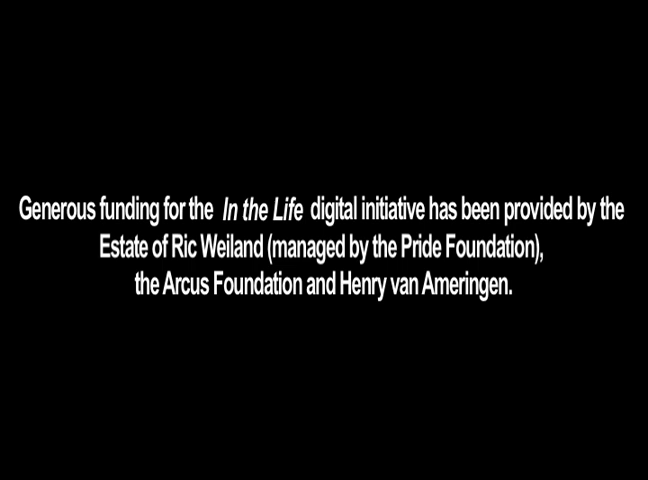 Generous funding for the In the Life digital initiative has been provided by the
Estate of Ric Weiland (managed by the Pride Foundation),
the Arcus Foundation and Henry van Ameringen.